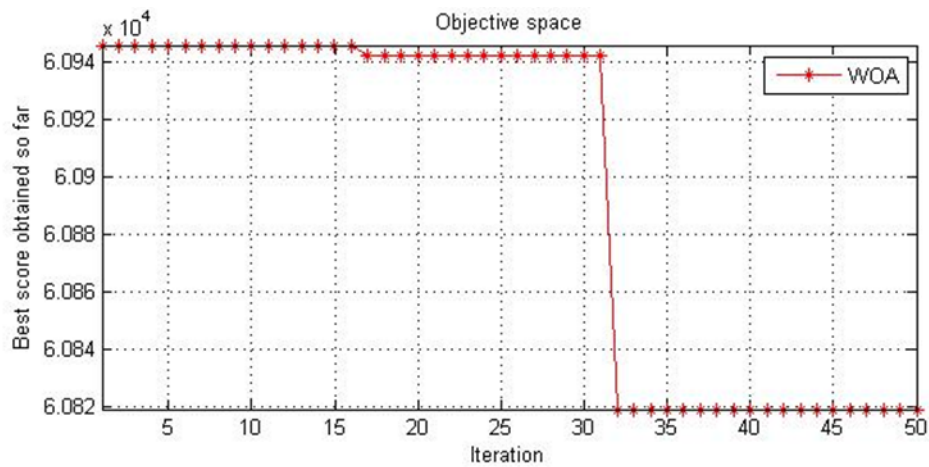 Objective space
x 10^4
6.094
6.092
6.09
6.088
6.086
6.084
6.082
Best score obtained so far
WOA
5 10 15 20 25 30 35 40 45 50
Iteration